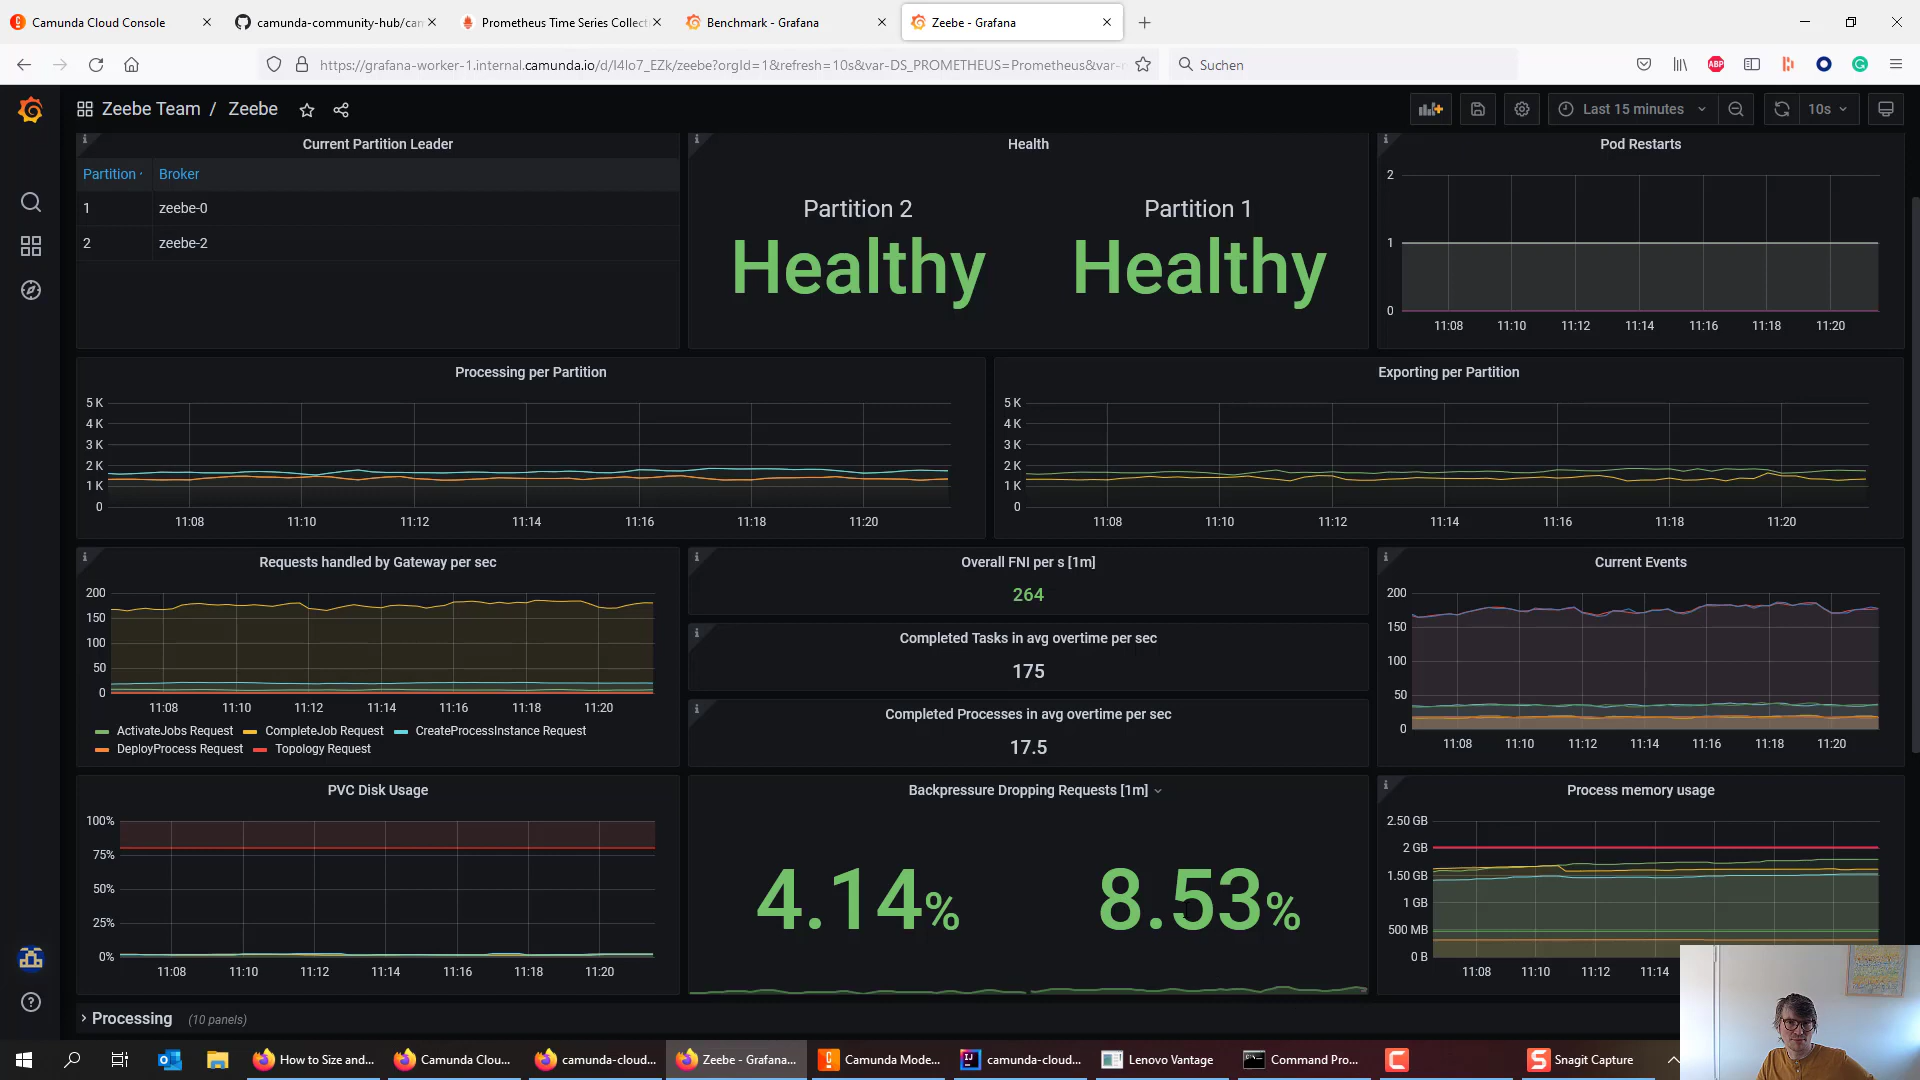 Camunda Cloud Console
camunda-community-hub/cam
Prometheus Time Series Collect
Benchmark - Grafana
Zeebe - Grafana
https://grafana-worker-1.internal.camunda.io/d/I4lo7_EZk/zeebe?orgId=1&refresh=10s&var-DS_PROMETHEUS=Prometheus&var-
Suchen
ABP
Zeebe Team / Zeebe
Last 15 minutes
10s
Current Partition Leader
Partition Broker
1 zeebe-0
2 zeebe-2
Health
Partition 2 Partition 1
Healthy Healthy
Pod Restarts
2
1
0
11:08 11:10 11:12 11:14 11:16 11:18 11:20
Processing per Partition
5 K
4 K
3 K
2 K
1 K
0
11:08 11:10 11:12 11:14 11:16 11:18 11:20
Exporting per Partition
5 K
4 K
3 K
2 K
1 K
0
11:08 11:10 11:12 11:14 11:16 11:18 11:20
Requests handled by Gateway per sec
200
150
100
50
0
11:08 11:10 11:12 11:14 11:16 11:18 11:20
ActivateJobs Request CompleteJob Request CreateProcessInstance Request
DeployProcess Request Topology Request
Overall FNI per s [1m]
264
Completed Tasks in avg overtime per sec
175
Completed Processes in avg overtime per sec
17.5
Current Events
200
150
100
50
0
11:08 11:10 11:12 11:14 11:16 11:18 11:20
PVC Disk Usage
100%
75%
50%
25%
0%
11:08 11:10 11:12 11:14 11:16 11:18 11:20
Backpressure Dropping Requests [1m]
4.14% 8.53%
Process memory usage
2.50 GB
2 GB
1.50 GB
1 GB
500 MB
0 B
11:08 11:10 11:12 11:14
Processing (10 panels)
How to Size and...
Camunda Clou...
camunda-cloud...
Zeebe - Grafana...
Camunda Mode...
camunda-cloud...
Lenovo Vantage
Command Pro...
Snagit Capture